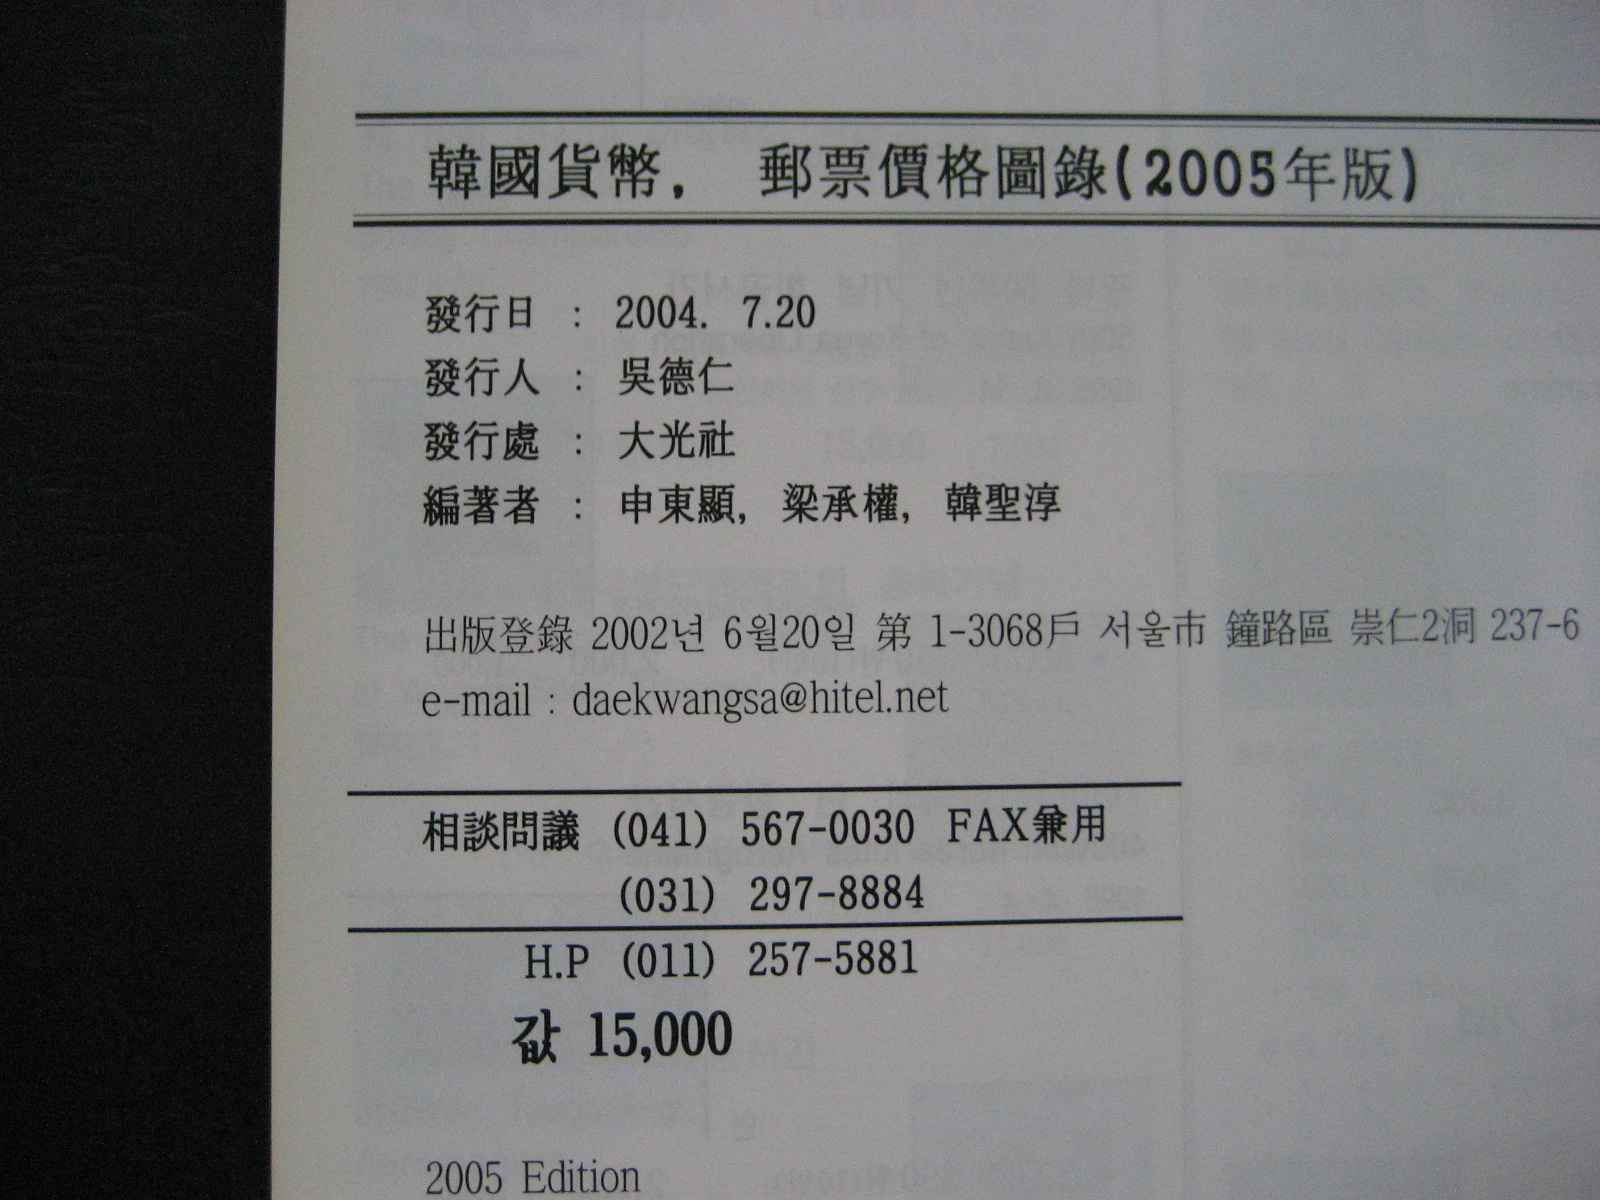 韓國貨幣, 郵票價格圖錄(2005年版)
發行日 : 2004. 7.20
發行人 : 吳德仁
發行處 : 大光社
編著者 : 申東顯, 梁承權, 韓聖淳
出版登錄 2002년 6월20일 第 1-3068戶 서울市 鐘路區 崇仁2洞 237-6
e-mail : daekwangsa@hitel.net
相談問議 (041) 567-0030 FAX兼用
(031) 297-8884
H.P (011) 257-5881
값 15,000
2005 Edition